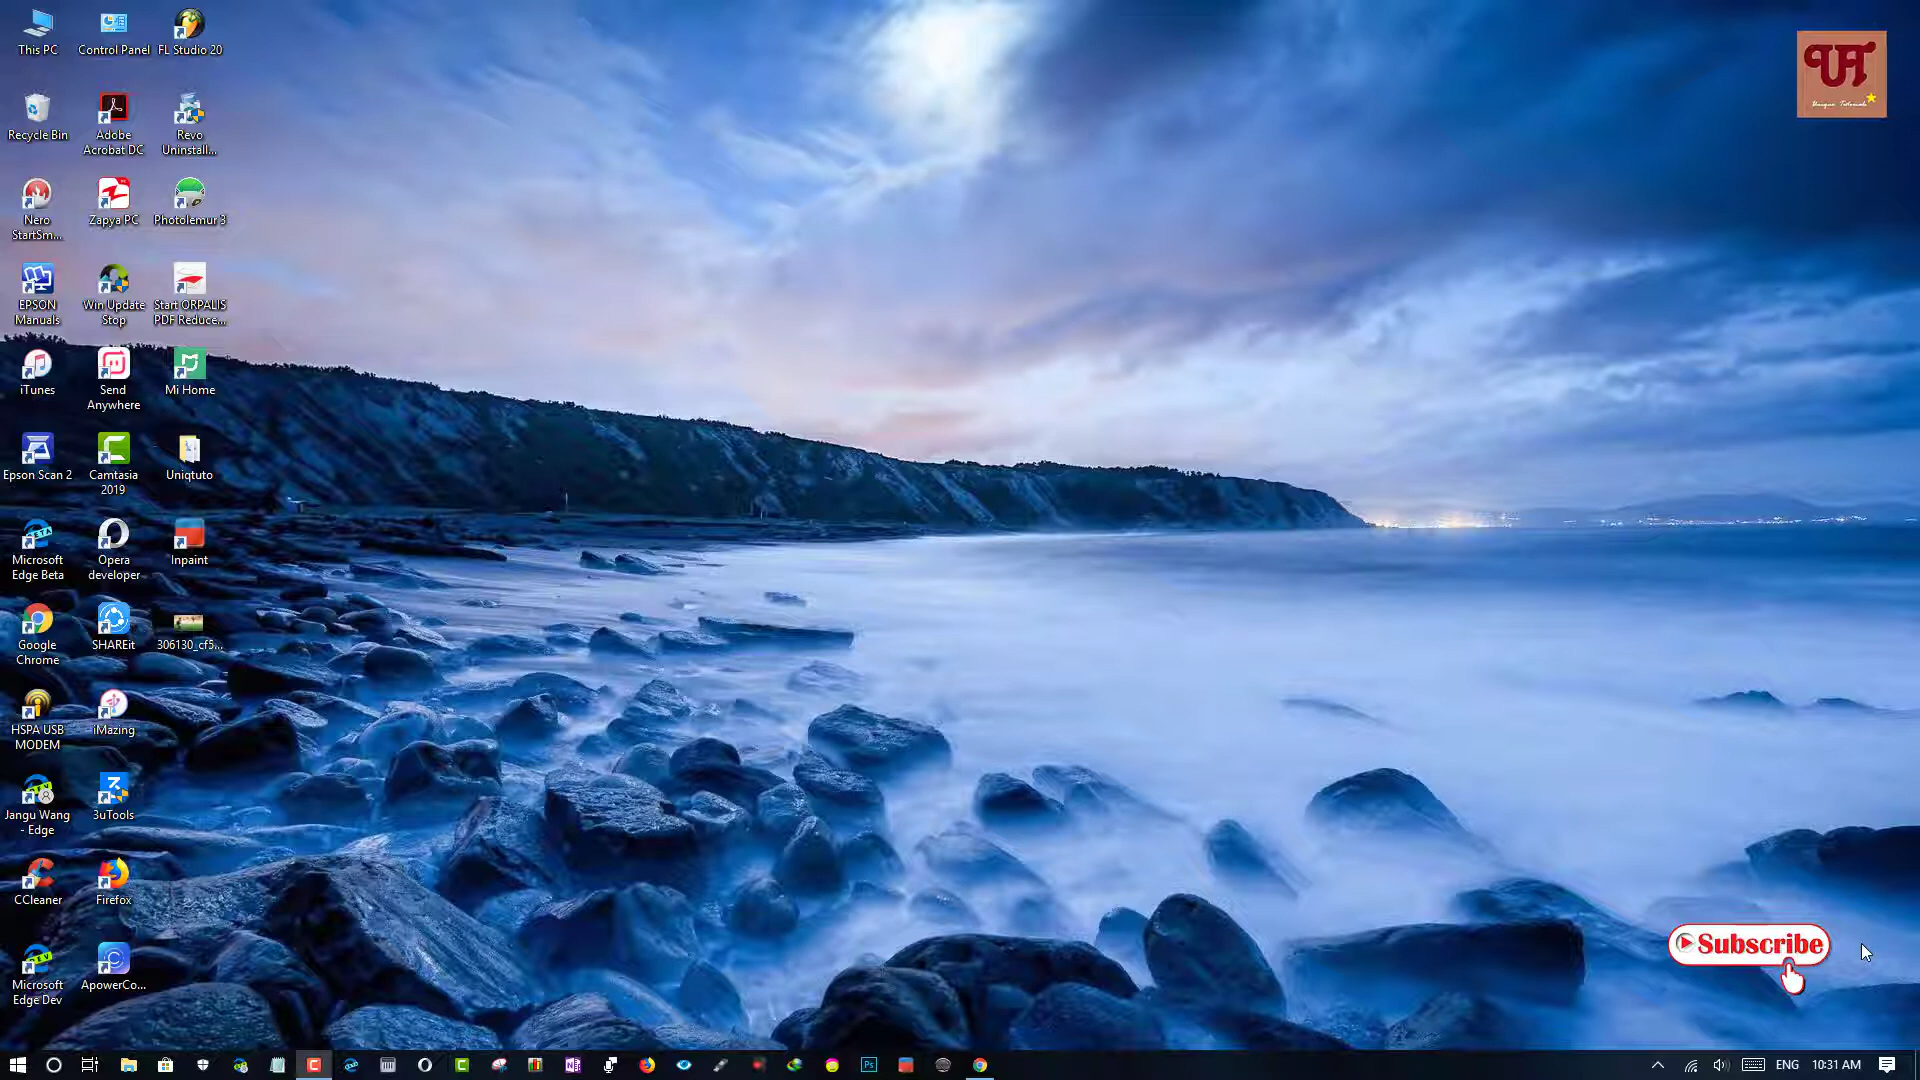 This PC
Control Panel
FL Studio 20
Recycle Bin
Adobe
Acrobat DC
Revo
Uninstall...
Nero
StartSm...
Zapya PC
Photolemur 3
EPSON
Manuals
Win Update
Stop
Start ORPALIS
PDF Reduce...
iTunes
Send
Anywhere
Mi Home
Epson Scan 2
Camtasia
2019
Uniqtuto
Microsoft
Edge Beta
Opera
developer
Inpaint
Google
Chrome
SHAREit
306130_cf5...
HSPA USB
MODEM
iMazing
Jangu Wang
- Edge
3uTools
CCleaner
Firefox
Microsoft
Edge Dev
ApowerCo...
UT
Unique Tutorials
Subscribe
ENG
10:31 AM